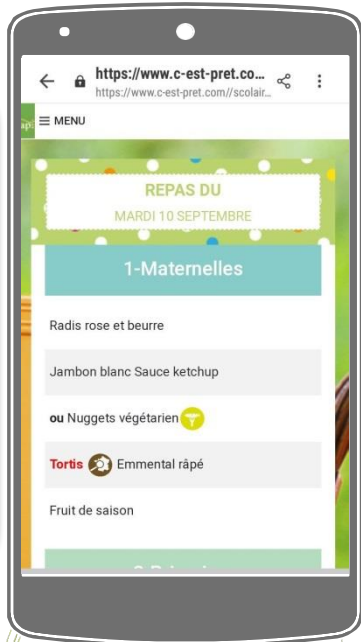 https://www.c-est-pret.co...
https://www.c-est-pret.com//scolair...
MENU
REPAS DU
MARDI 10 SEPTEMBRE
1-Maternelles
Radis rose et beurre
Jambon blanc Sauce ketchup
ou Nuggets végétarien
Tortis Emmental râpé
Fruit de saison